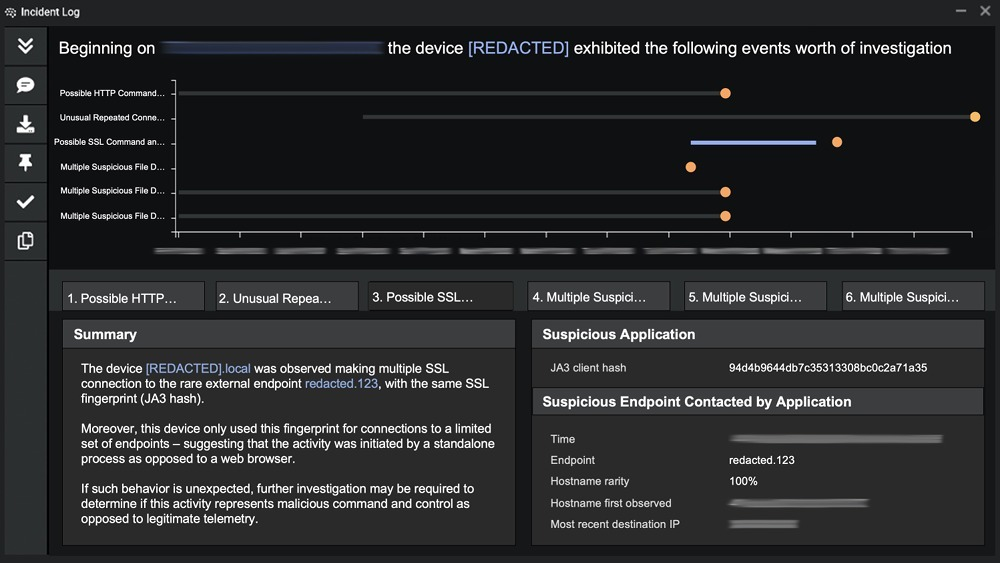 Incident Log
Beginning on the device [REDACTED] exhibited the following events worth of investigation
Possible HTTP Command...
Unusual Repeated Conne...
Possible SSL Command an...
Multiple Suspicious File D...
Multiple Suspicious File D...
Multiple Suspicious File D...
1. Possible HTTP...
2. Unusual Repea...
3. Possible SSL...
4. Multiple Suspici...
5. Multiple Suspici...
6. Multiple Suspici...
Summary
The device [REDACTED].local was observed making multiple SSL
connection to the rare external endpoint redacted.123, with the same SSL
fingerprint (JA3 hash).
Moreover, this device only used this fingerprint for connections to a limited
set of endpoints – suggesting that the activity was initiated by a standalone
process as opposed to a web browser.
If such behavior is unexpected, further investigation may be required to
determine if this activity represents malicious command and control as
opposed to legitimate telemetry.
Suspicious Application
JA3 client hash 94d4b9644db7c35313308bc0c2a71a35
Suspicious Endpoint Contacted by Application
Time
Endpoint redacted.123
Hostname rarity 100%
Hostname first observed
Most recent destination IP